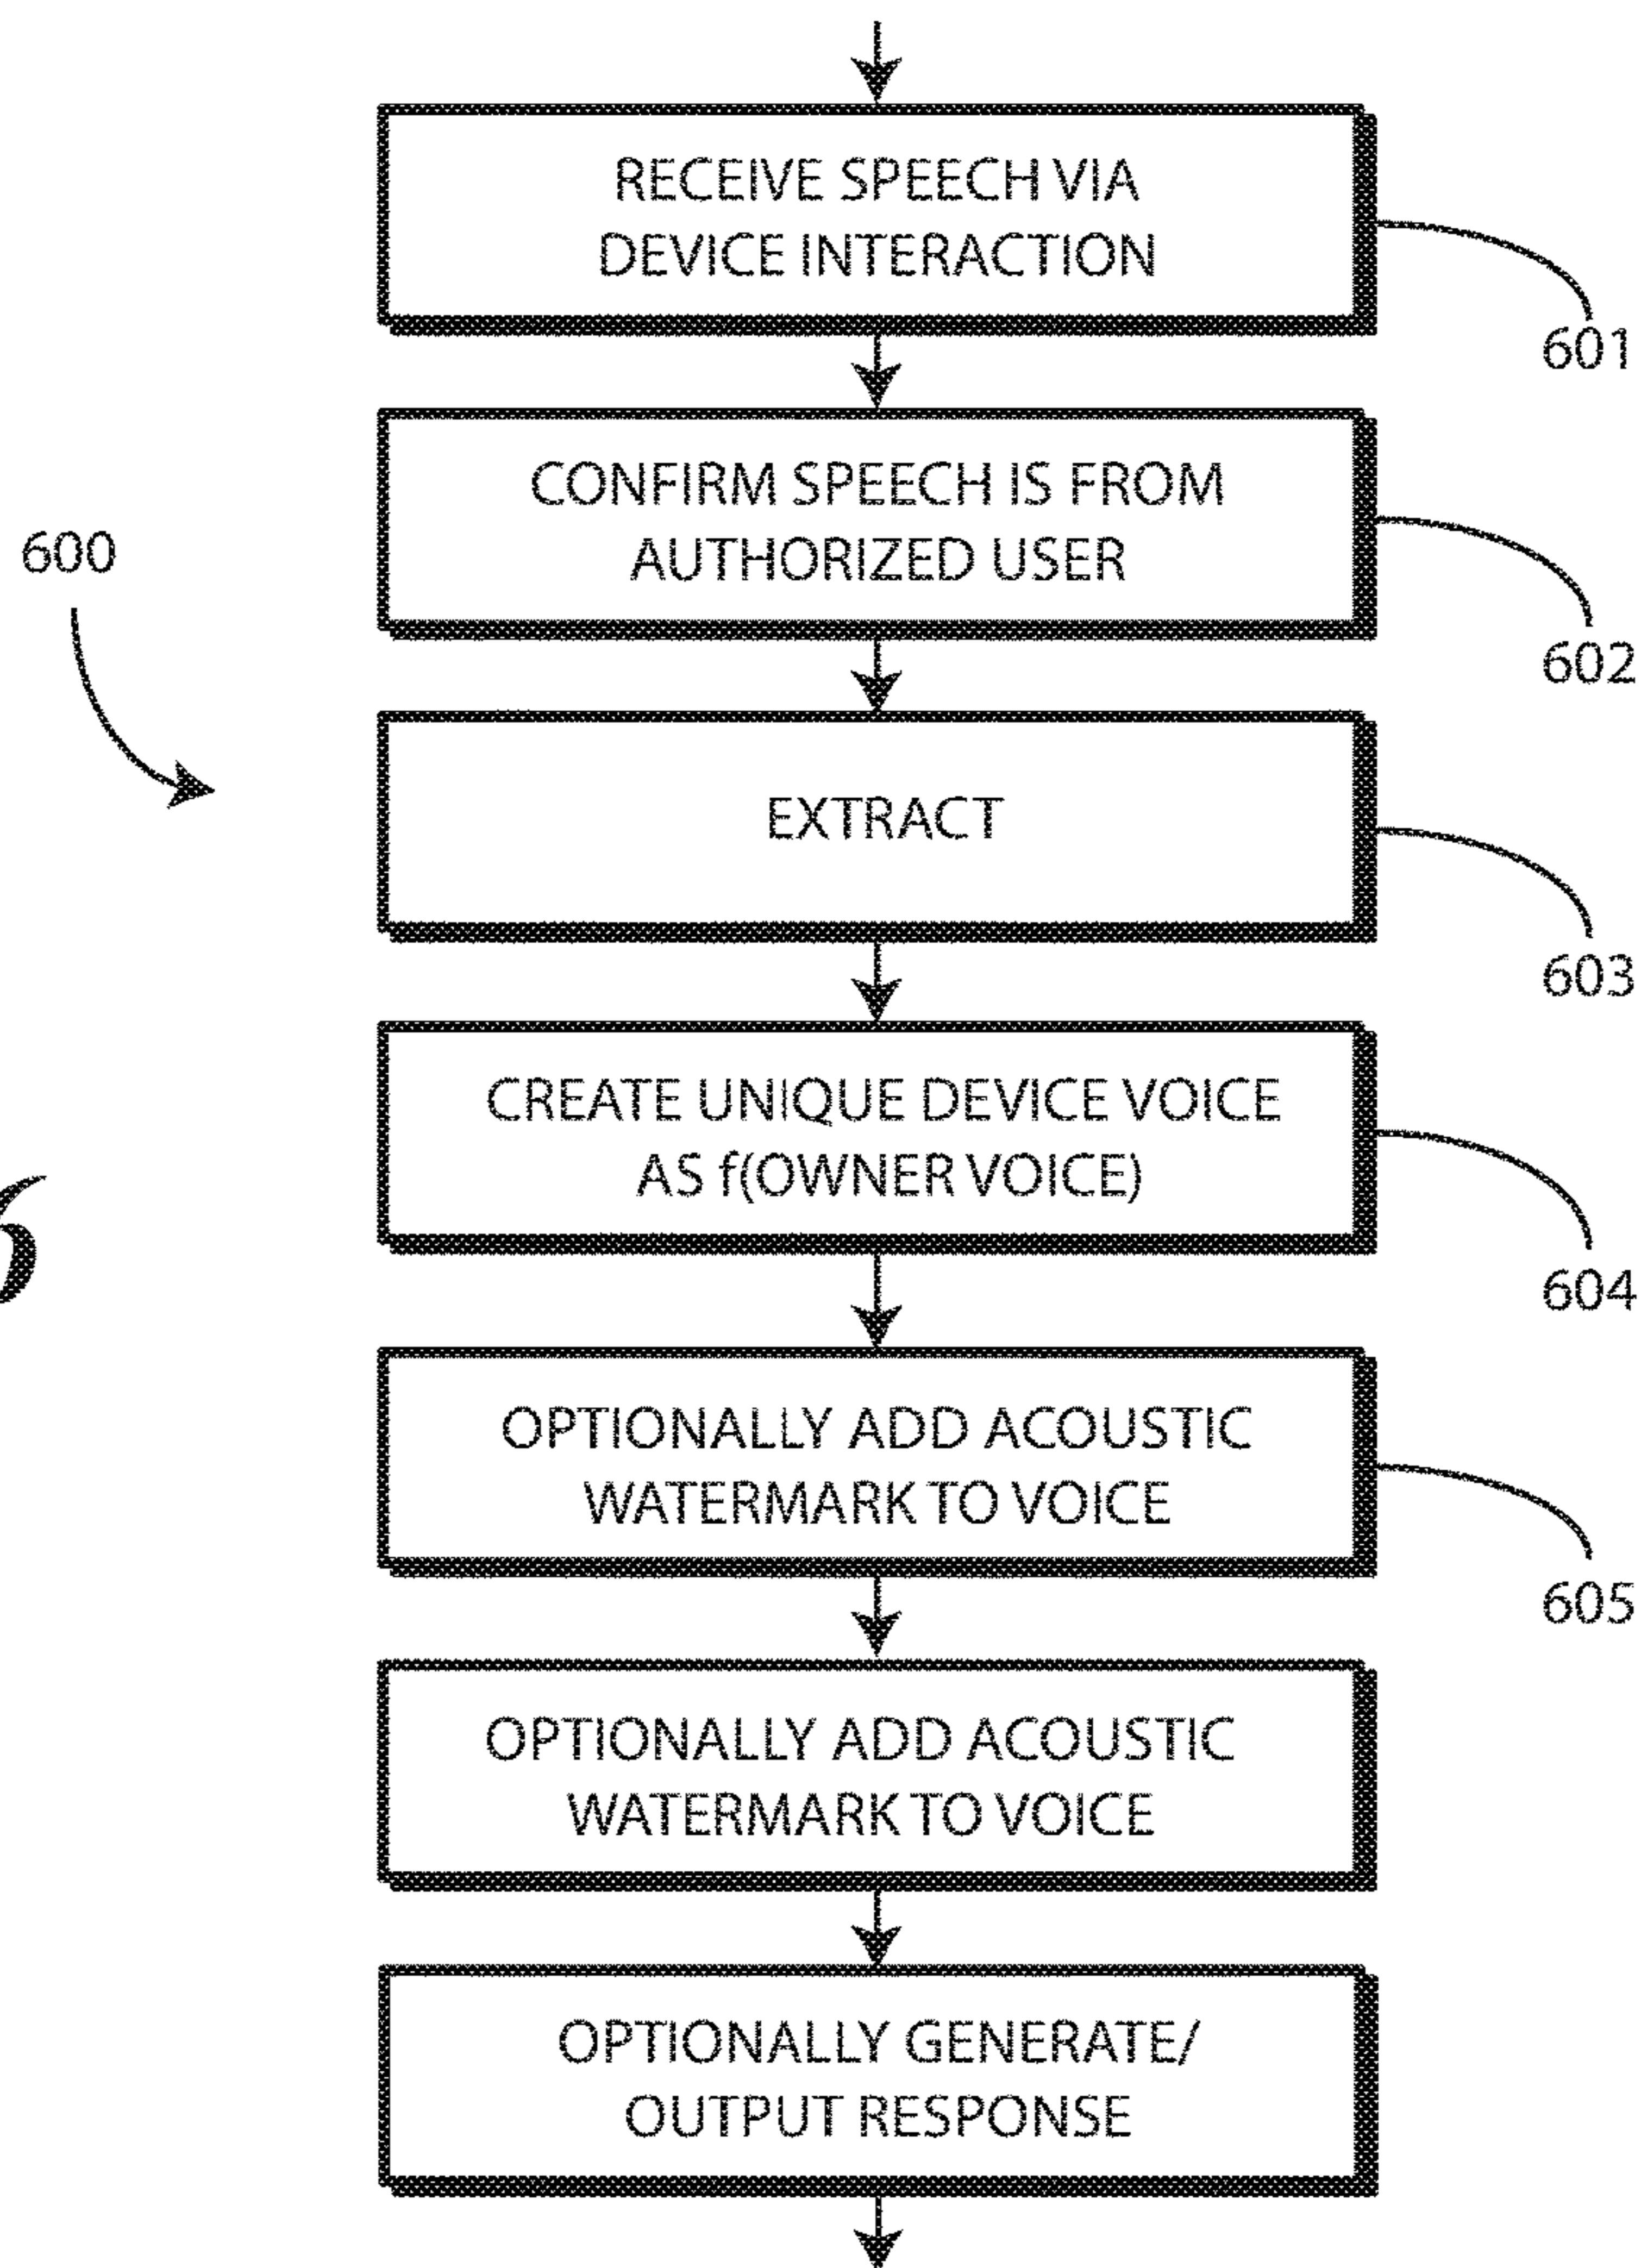 RECEIVE SPEECH VIA
DEVICE INTERACTION
601
CONFIRM SPEECH IS FROM
AUTHORIZED USER
600
602
EXTRACT
603
CREATE UNIQUE DEVICE VOICE
AS f(OWNER VOICE)
6
604
OPTIONALLY ADD ACOUSTIC
WATERMARK TO VOICE
605
OPTIONALLY ADD ACOUSTIC
WATERMARK TO VOICE
OPTIONALLY GENERATE/
OUTPUT RESPONSE